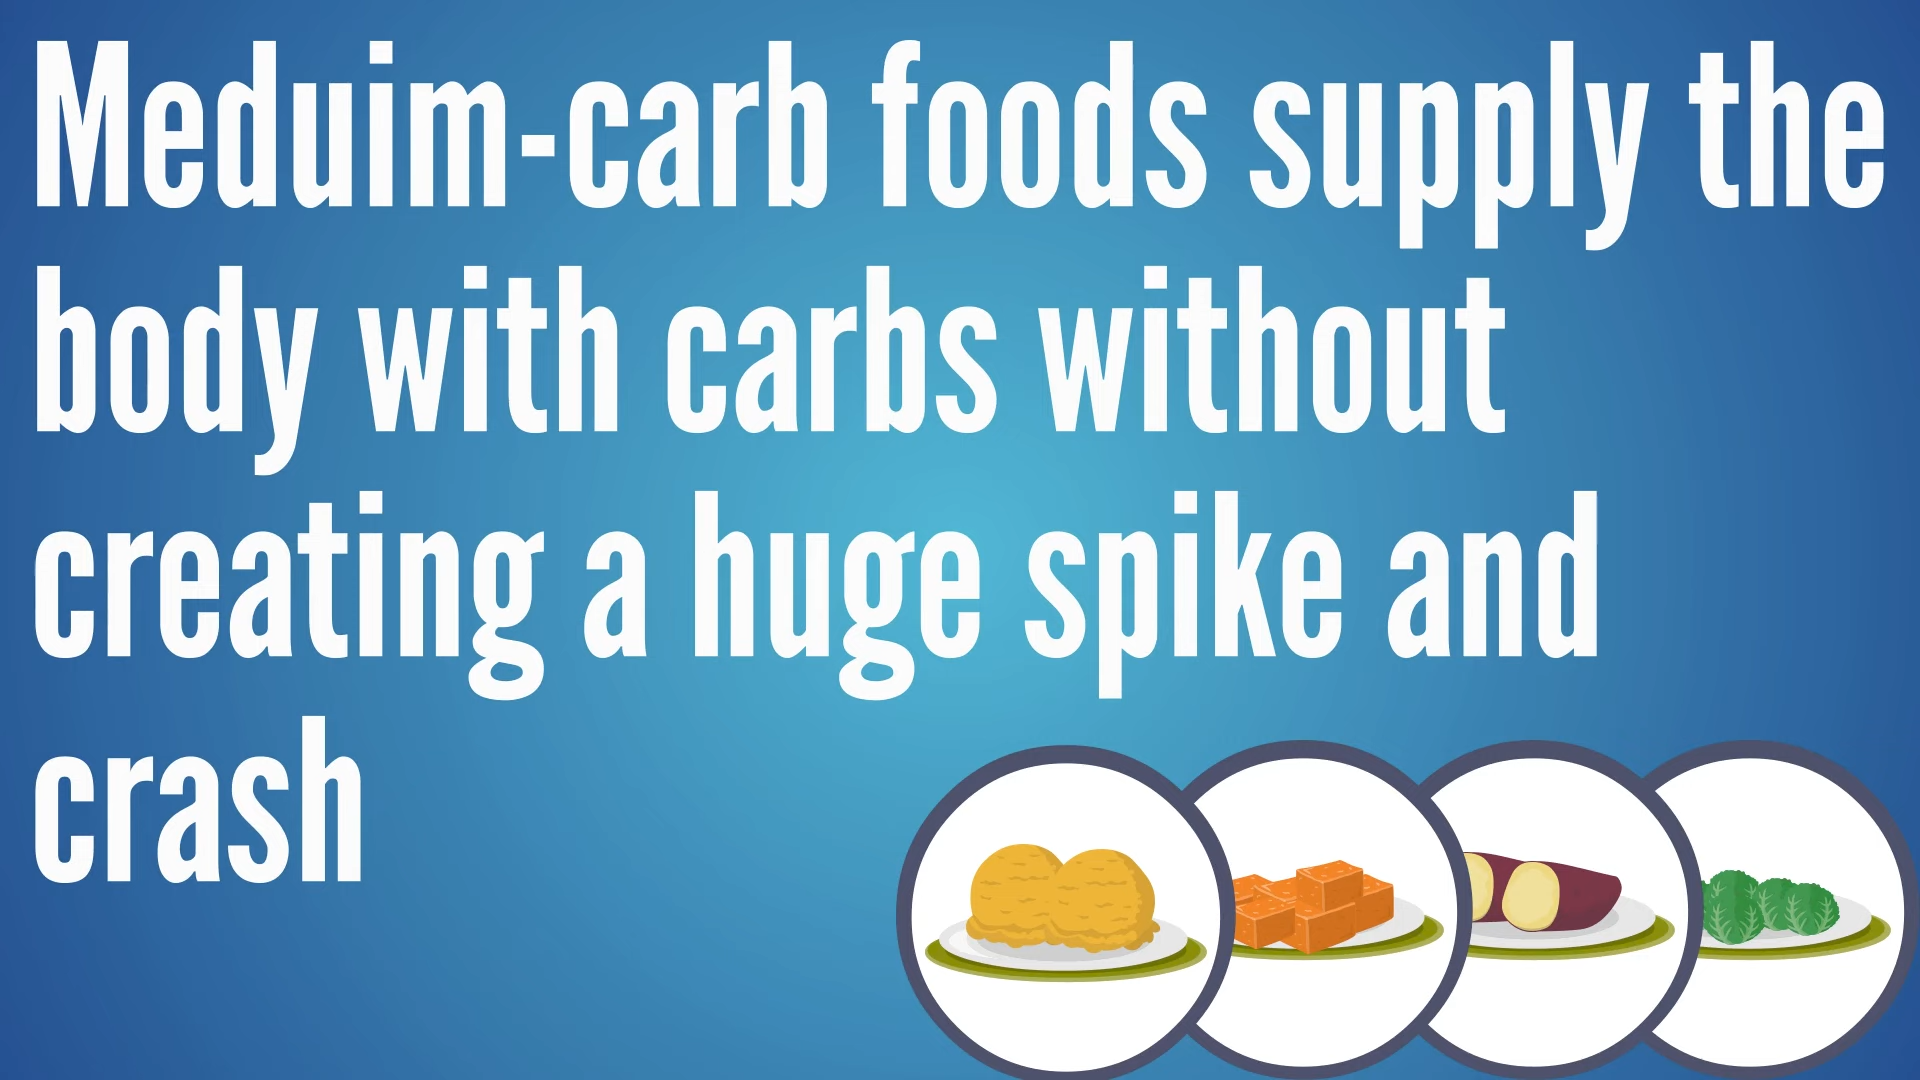 Meduim-carb foods supply the
body with carbs without
creating a huge spike and
crash